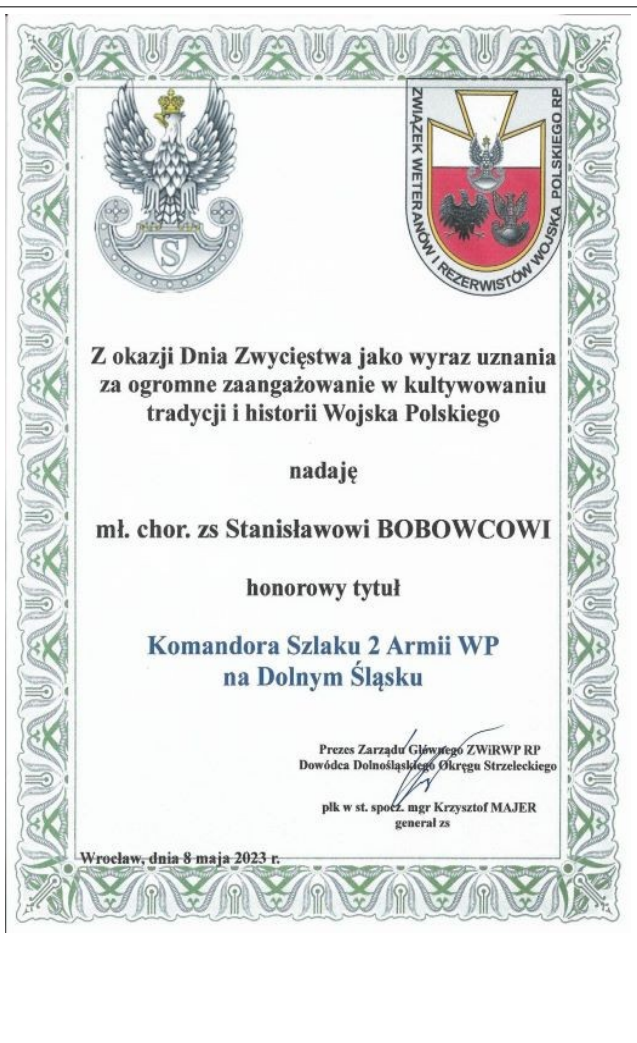 ZWIĄZEK WETERANÓW I REZERWISTÓW WOJSKA POLSKIEGO RP
S
Z okazji Dnia Zwycięstwa jako wyraz uznania
za ogromne zaangażowanie w kultywowaniu
tradycji i historii Wojska Polskiego
nadaję
mł. chor. zs Stanisławowi BOBOWCOWI
honorowy tytuł
Komandora Szlaku 2 Armii WP
na Dolnym Śląsku
Prezes Zarządu Głównego ZWiRWP RP
Dowódca Dolnośląskiego Okręgu Strzeleckiego
płk w st. spocz. mgr Krzysztof MAJER
generał zs
Wrocław, dnia 8 maja 2023 r.